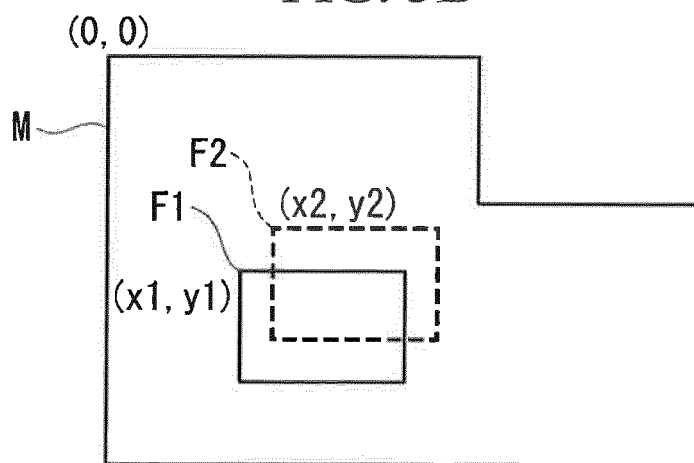 (0, 0)
M
F2
(x2, y2)
F1
(x1, y1)